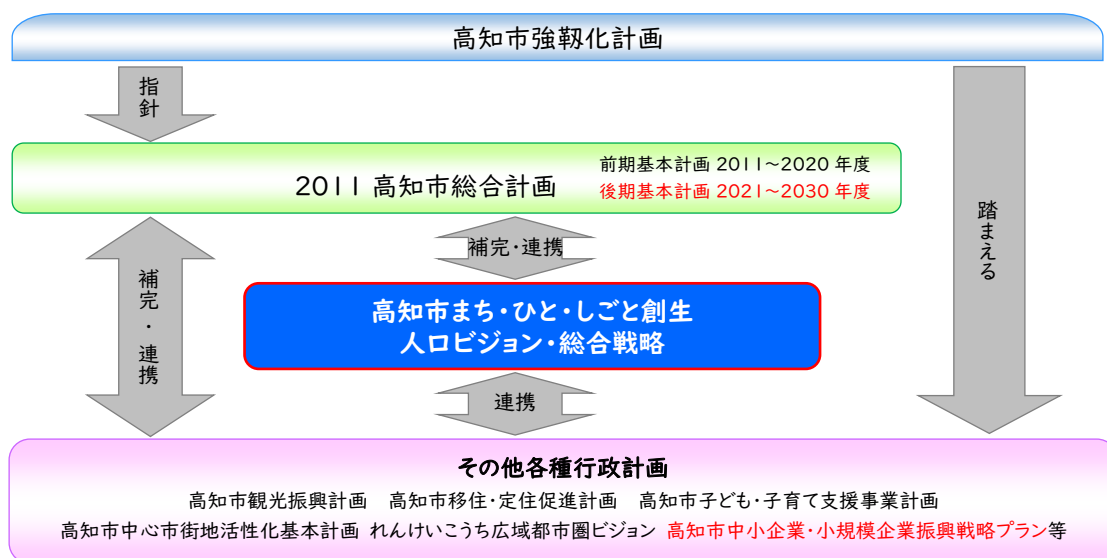 高知市強靱化計画
指針
踏まえる
2011 高知市総合計画
前期基本計画 2011～2020 年度
後期基本計画 2021～2030 年度
補完・連携
補完・連携
高知市まち・ひと・しごと創生
人口ビジョン・総合戦略
連携
その他各種行政計画
高知市観光振興計画　高知市移住・定住促進計画　高知市子ども・子育て支援事業計画
高知市中心市街地活性化基本計画 れんけいこうち広域都市圏ビジョン 高知市中小企業・小規模企業振興戦略プラン等